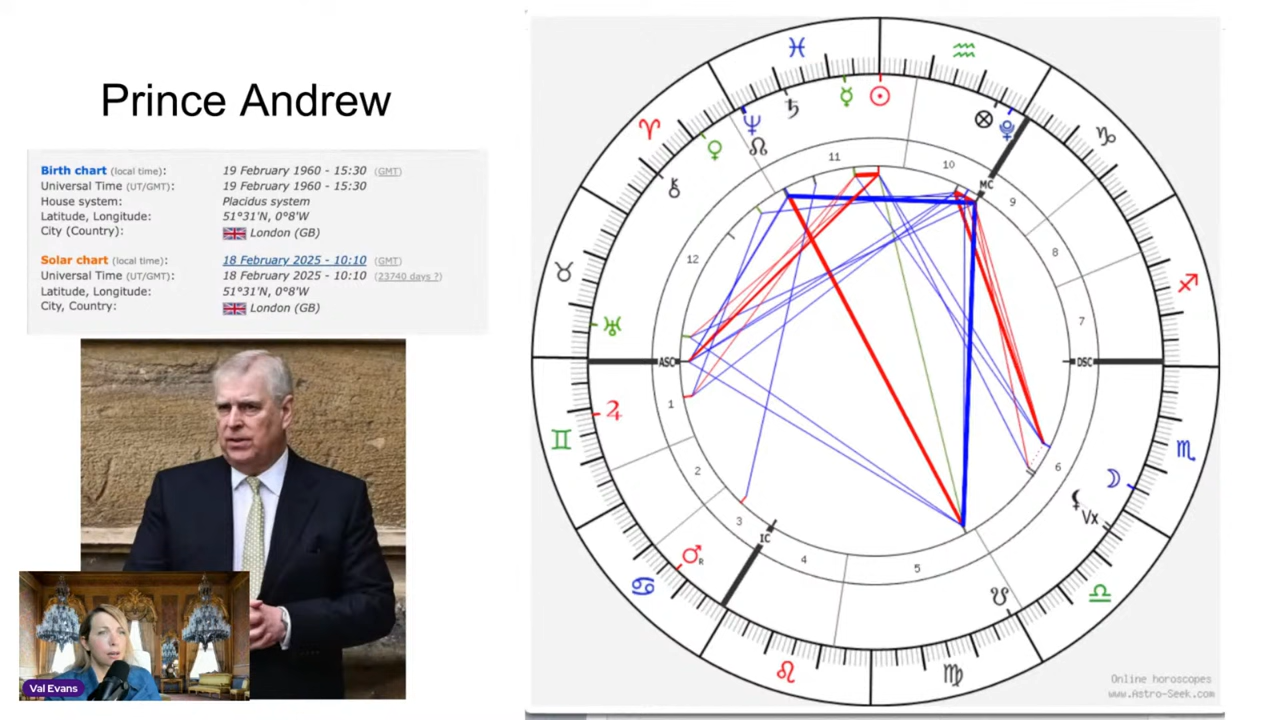 Prince Andrew
Birth chart (local time): 19 February 1960 - 15:30 (GMT)
Universal Time (UT/GMT): 19 February 1960 - 15:30
House system: Placidus system
Latitude, Longitude: 51°31'N, 0°8'W
City (Country): London (GB)
Solar chart (local time): 18 February 2025 - 10:10 (GMT)
Universal Time (UT/GMT): 18 February 2025 - 10:10 (23740 days ?)
Latitude, Longitude: 51°31'N, 0°8'W
City, Country: London (GB)
Val Evans
11
10
MC
9
12
8
7
ASC
DSC
1
2
6
3
IC
4
5
Vx
R
Online horoscopes
www.Astro-Seek.com